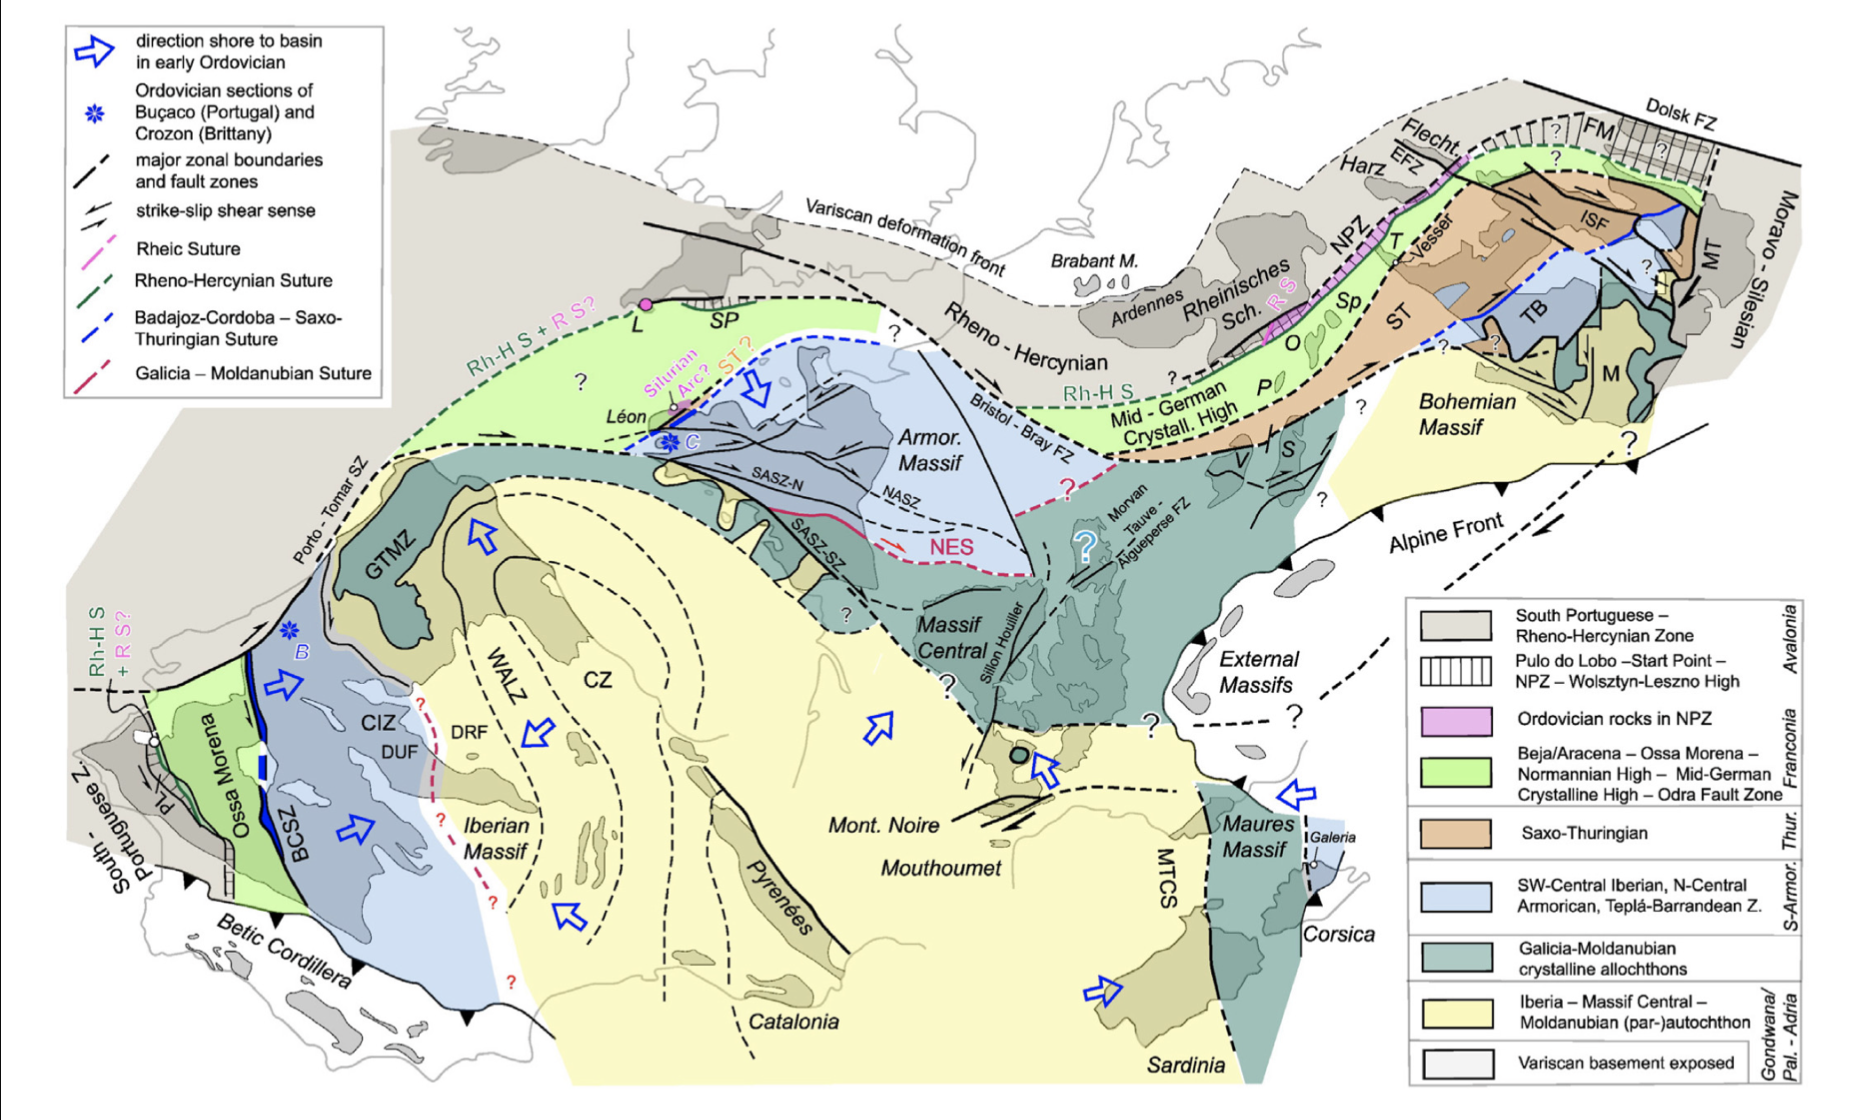 direction shore to basin
in early Ordovician
Ordovician sections of
Buçaco (Portugal) and
Crozon (Brittany)
major zonal boundaries
and fault zones
strike-slip shear sense
Rheic Suture
Rheno-Hercynian Suture
Badajoz-Cordoba – Saxo-
Thuringian Suture
Galicia – Moldanubian Suture
Dolsk FZ
FM
?
?
?
Flecht.
EFZ
Harz
Moravo - Silesian
MT
ISF
NPZ
T
Vesser
?
TB
M
Variscan deformation front
Brabant M.
Ardennes
Rheinisches
Sch.
R S
Sp
O
P
ST
?
?
Rheno - Hercynian
Rh-H S
?
Mid - German
Crystall. High
Bohemian
Massif
?
?
?
Rh-H S + R S?
L
SP
?
?
Silurian
Arc?
ST ?
Léon
C
Armor.
Massif
Bristol - Bray FZ
SASZ-N
NASZ
SASZ-SZ
NES
?
V
I
S
Morvan
Tauve -
Aigueperse FZ
?
Alpine Front
Porto - Tomar SZ
GTMZ
?
Massif
Central
Sillon Houiller
?
External
Massifs
?
?
Rh-H S
+ R S?
B
WALZ
CZ
?
CIZ
DUF
DRF
Ossa Morena
BCSZ
PL
South -
Portuguese Z.
?
Iberian
Massif
?
?
Betic Cordillera
Pyrenées
Catalonia
Mont. Noire
Mouthoumet
MTCS
Maures
Massif
Galeria
Corsica
Sardinia
South Portuguese –
Rheno-Hercynian Zone
Avalonia
Pulo do Lobo –Start Point –
NPZ – Wolsztyn-Leszno High
Ordovician rocks in NPZ
Franconia
Beja/Aracena – Ossa Morena –
Normannian High – Mid-German
Crystalline High – Odra Fault Zone
Saxo-Thuringian
Thur.
SW-Central Iberian, N-Central
Armorican, Teplá-Barrandean Z.
S-Armor.
Galicia-Moldanubian
crystalline allochthons
Iberia – Massif Central –
Moldanubian (par-)autochthon
Gondwana/
Pal. - Adria
Variscan basement exposed